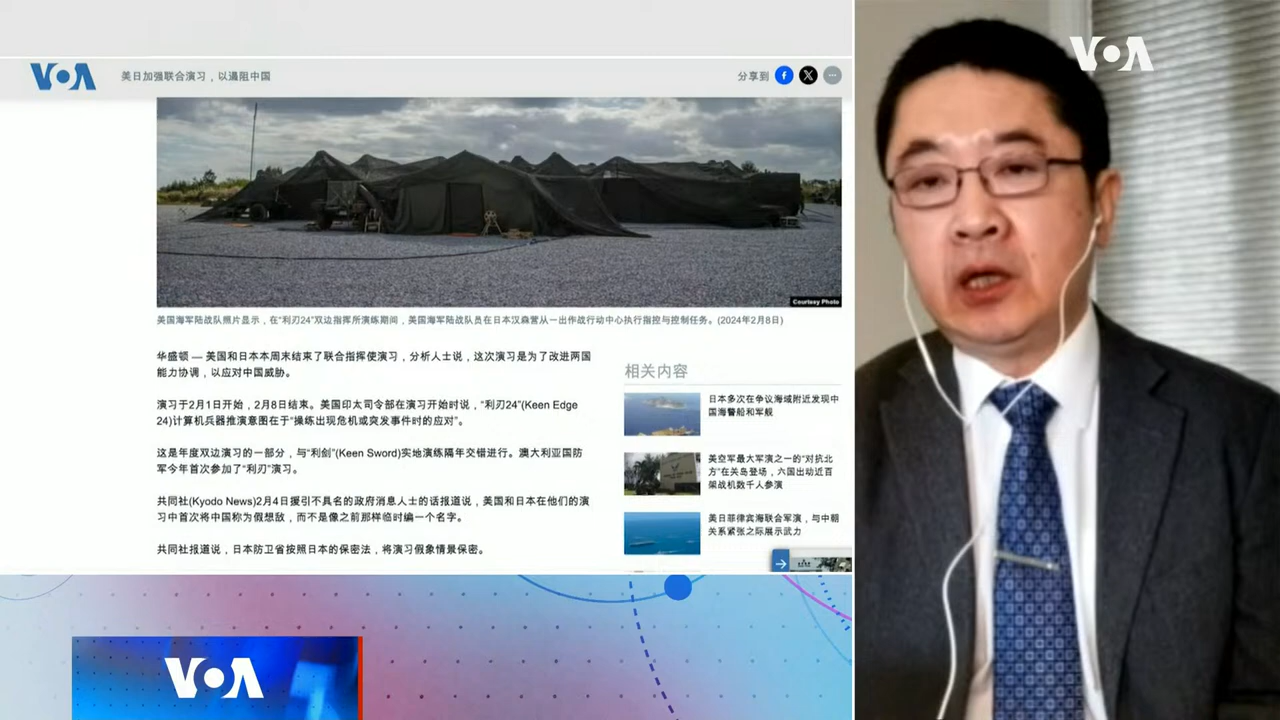 VOA
美日加强联合演习，以遏阻中国
分享到
VOA
Courtesy Photo
美国海军陆战队照片显示，在“利刃24”双边指挥所演练期间，美国海军陆战队员在日本汉森营从一出作战行动中心执行指控与控制任务。(2024年2月8日)
华盛顿 — 美国和日本本周末结束了联合指挥使演习，分析人士说，这次演习是为了改进两国
能力协调，以应对中国威胁。
演习于2月1日开始，2月8日结束。美国印太司令部在演习开始时说，“利刃24”(Keen Edge
24)计算机兵器推演意图在于“操练出现危机或突发事件时的应对”。
这是年度双边演习的一部分，与“利剑”(Keen Sword)实地演练隔年交错进行。澳大利亚国防
军今年首次参加了“利刃”演习。
共同社(Kyodo News)2月4日援引不具名的政府消息人士的话报道说，美国和日本在他们的演
习中首次将中国称为假想敌，而不是像之前那样临时编一个名字。
共同社报道说，日本防卫省按照日本的保密法，将演习假象情景保密。
相关内容
日本多次在争议海域附近发现中
国海警船和军舰
美空军最大军演之一的“对抗北
方”在关岛登场，六国出动近百
架战机数千人参演
美日菲律宾海联合军演，与中朝
关系紧张之际展示武力
VOA